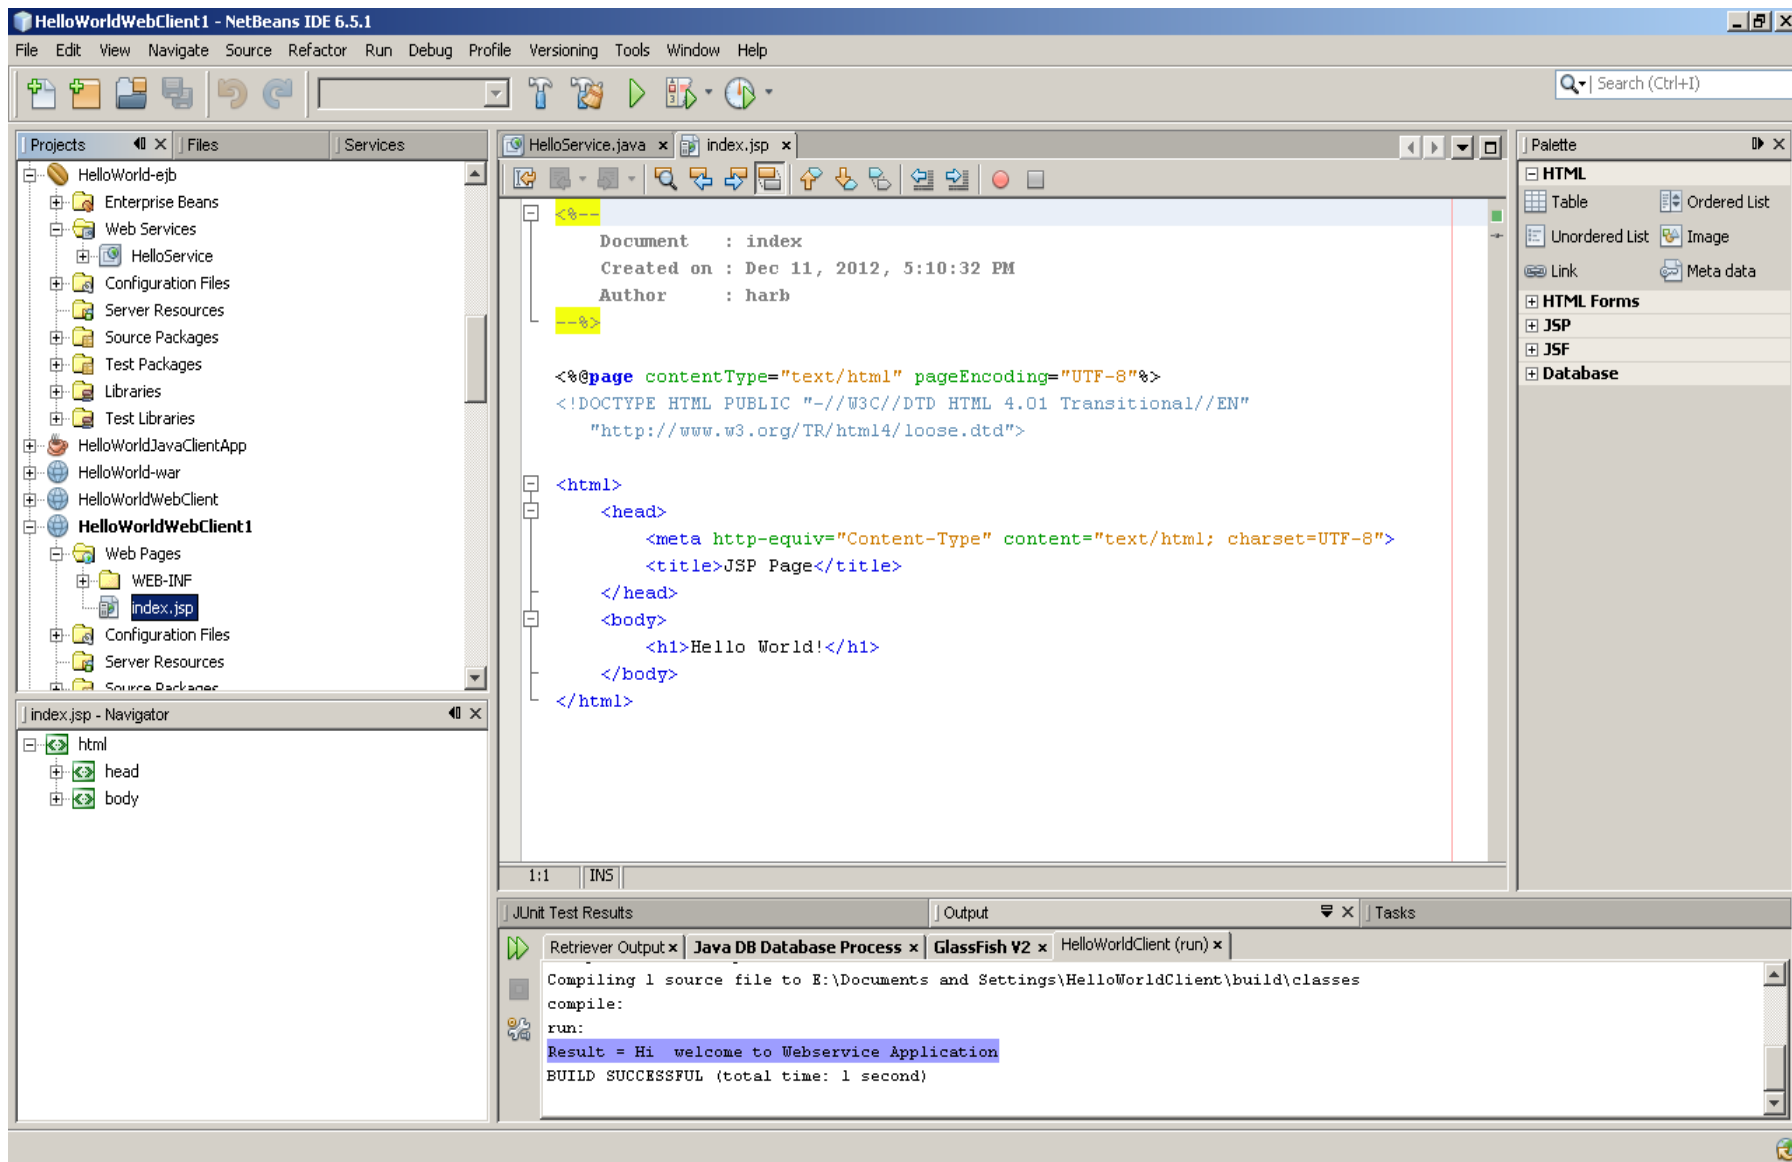 HelloWorldWebClient1 - NetBeans IDE 6.5.1
File Edit View Navigate Source Refactor Run Debug Profile Versioning Tools Window Help
Search (Ctrl+I)
Projects Files Services
HelloWorld-ejb
Enterprise Beans
Web Services
HelloService
Configuration Files
Server Resources
Source Packages
Test Packages
Libraries
Test Libraries
HelloWorldJavaClientApp
HelloWorld-war
HelloWorldWebClient
HelloWorldWebClient1
Web Pages
WEB-INF
index.jsp
Configuration Files
Server Resources
Source Packages
index.jsp - Navigator
html
head
body
HelloService.java index.jsp
<%--
Document : index
Created on : Dec 11, 2012, 5:10:32 PM
Author : harb
--%>
<%@page contentType="text/html" pageEncoding="UTF-8"%>
<!DOCTYPE HTML PUBLIC "-//W3C//DTD HTML 4.01 Transitional//EN"
"http://www.w3.org/TR/html4/loose.dtd">
<html>
<head>
<meta http-equiv="Content-Type" content="text/html; charset=UTF-8">
<title>JSP Page</title>
</head>
<body>
<h1>Hello World!</h1>
</body>
</html>
1:1 INS
Palette
HTML
Table Ordered List
Unordered List Image
Link Meta data
HTML Forms
JSP
JSF
Database
JUnit Test Results Output Tasks
Retriever Output Java DB Database Process GlassFish V2 HelloWorldClient (run)
Compiling 1 source file to E:\Documents and Settings\HelloWorldClient\build\classes
compile:
run:
Result = Hi  welcome to Webservice Application
BUILD SUCCESSFUL (total time: 1 second)